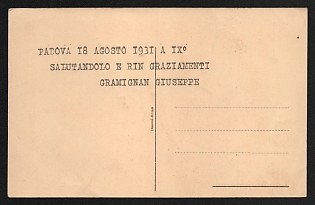 PADOVA 18 AGOSTO 1931 A IX°
SALUTANDOLO E RIN GRAZIAMENTI
GRAMIGNAN GIUSEPPE